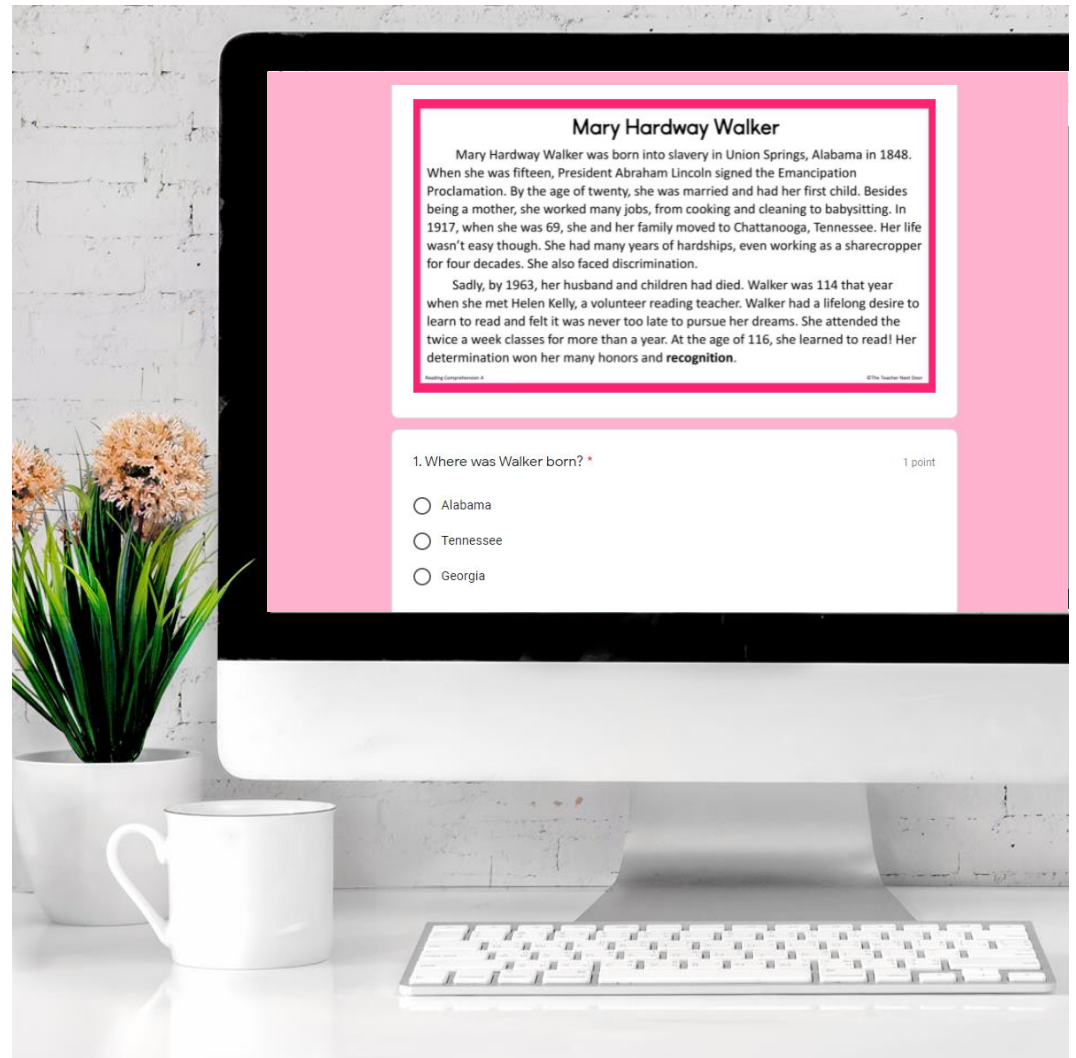 Mary Hardway Walker
Mary Hardway Walker was born into slavery in Union Springs, Alabama in 1848.
When she was fifteen, President Abraham Lincoln signed the Emancipation
Proclamation. By the age of twenty, she was married and had her first child. Besides
being a mother, she worked many jobs, from cooking and cleaning to babysitting. In
1917, when she was 69, she and her family moved to Chattanooga, Tennessee. Her life
wasn't easy though. She had many years of hardships, even working as a sharecropper
for four decades. She also faced discrimination.
Sadly, by 1963, her husband and children had died. Walker was 114 that year
when she met Helen Kelly, a volunteer reading teacher. Walker had a lifelong desire to
learn to read and felt it was never too late to pursue her dreams. She attended the
twice a week classes for more than a year. At the age of 116, she learned to read! Her
determination won her many honors and recognition.
Reading Comprehension A ©The Teacher Next Door
1. Where was Walker born? * 1 point
Alabama
Tennessee
Georgia